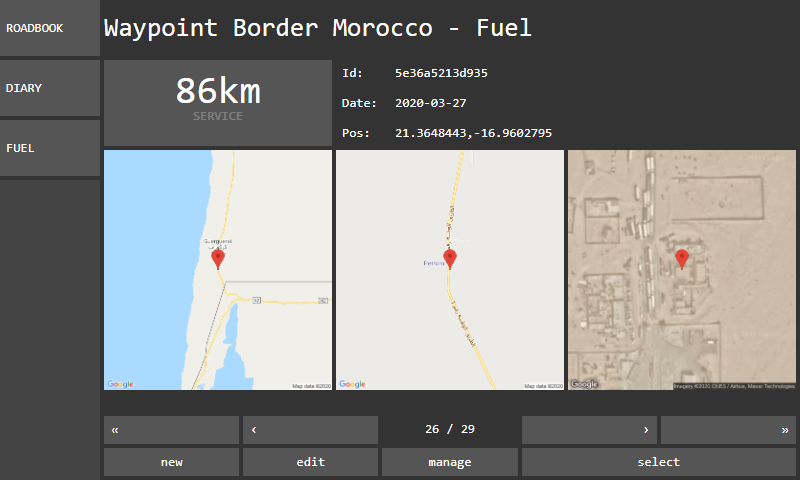 ROADBOOK
DIARY
FUEL
Waypoint Border Morocco - Fuel
86km
SERVICE
Id: 5e36a5213d935
Date: 2020-03-27
Pos: 21.3648443,-16.9602795
Guerguerat
Google
Map data ©2020
Google
Map data ©2020
Google
Imagery ©2020 CNES / Airbus, Maxar Technologies
«
‹
26 / 29
›
»
new
edit
manage
select